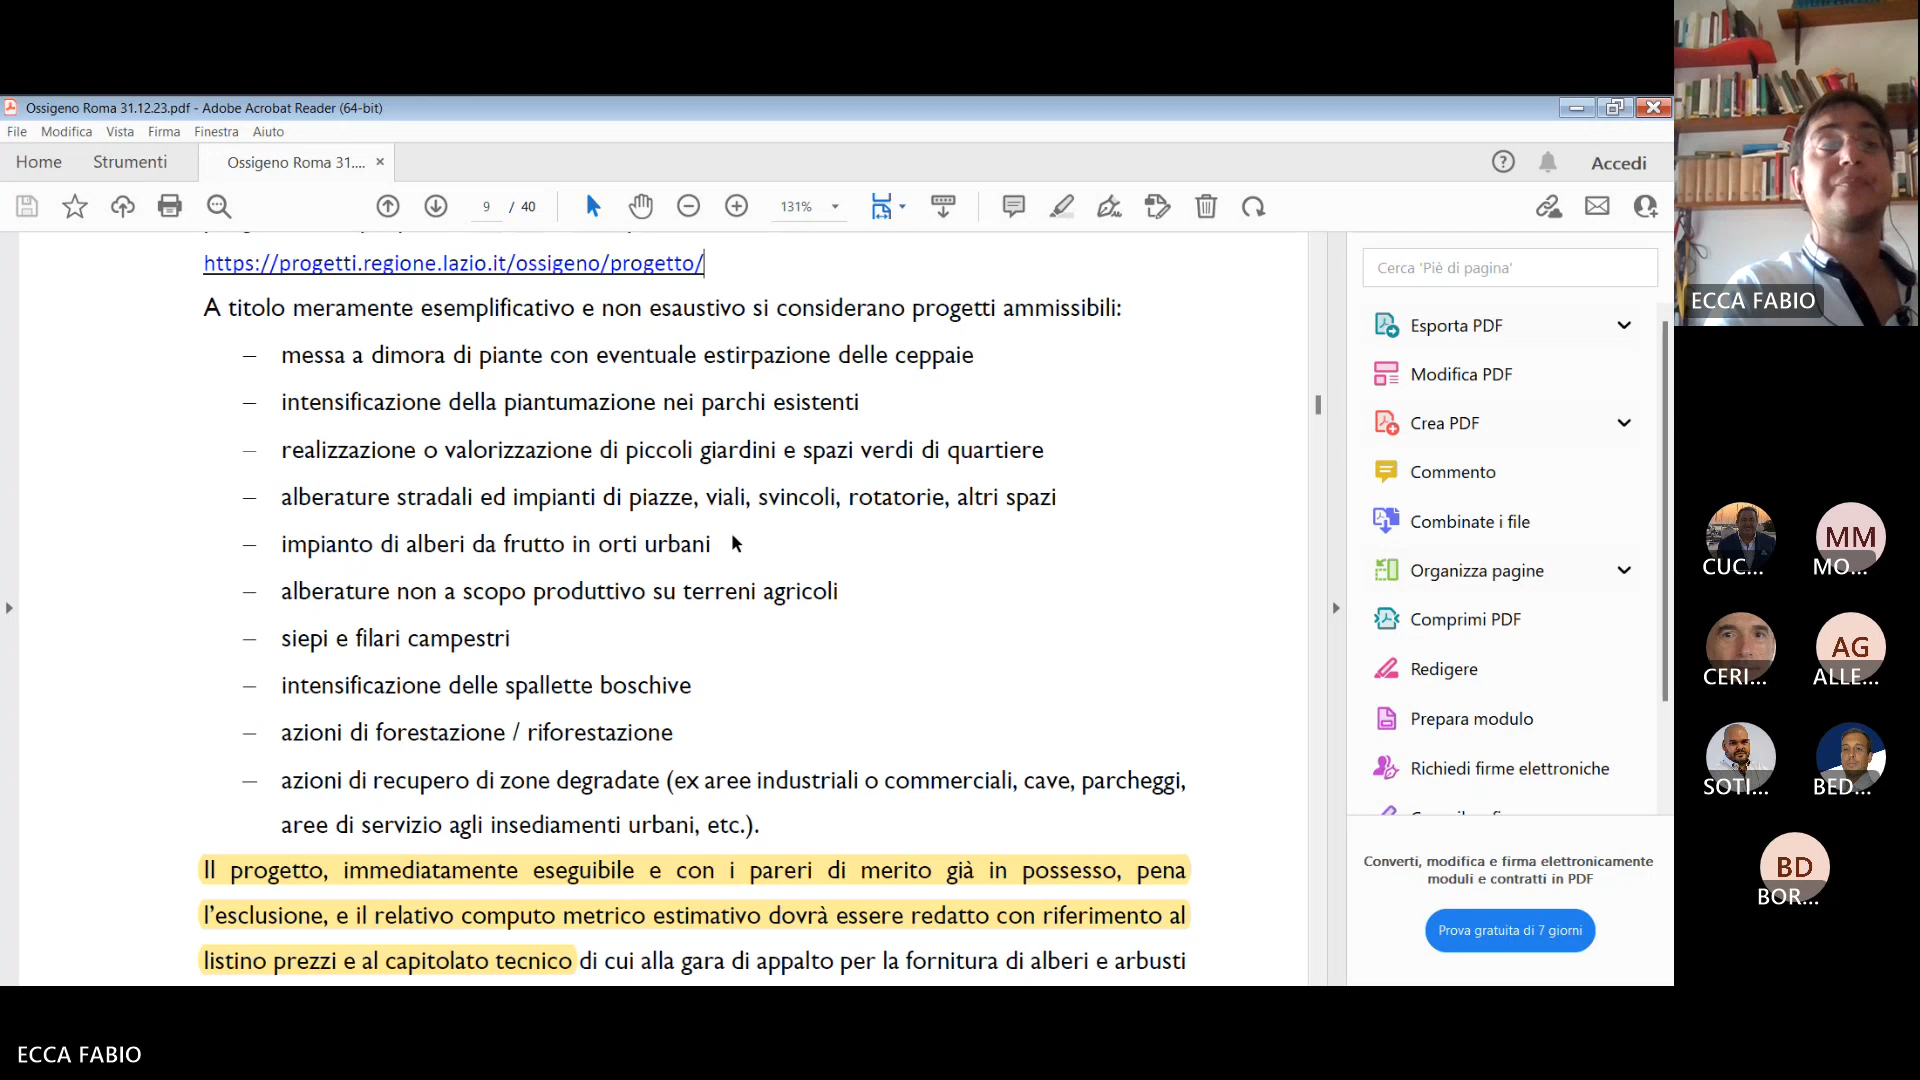 Ossigeno Roma 31.12.23.pdf - Adobe Acrobat Reader (64-bit)
File Modifica Vista Firma Finestra Aiuto
Home Strumenti Ossigeno Roma 31.... × Accedi
9 / 40 131%
https://progetti.regione.lazio.it/ossigeno/progetto/
A titolo meramente esemplificativo e non esaustivo si considerano progetti ammissibili:
– messa a dimora di piante con eventuale estirpazione delle ceppaie
– intensificazione della piantumazione nei parchi esistenti
– realizzazione o valorizzazione di piccoli giardini e spazi verdi di quartiere
– alberature stradali ed impianti di piazze, viali, svincoli, rotatorie, altri spazi
– impianto di alberi da frutto in orti urbani
– alberature non a scopo produttivo su terreni agricoli
– siepi e filari campestri
– intensificazione delle spallette boschive
– azioni di forestazione / riforestazione
– azioni di recupero di zone degradate (ex aree industriali o commerciali, cave, parcheggi,
aree di servizio agli insediamenti urbani, etc.).
Il progetto, immediatamente eseguibile e con i pareri di merito già in possesso, pena
l’esclusione, e il relativo computo metrico estimativo dovrà essere redatto con riferimento al
listino prezzi e al capitolato tecnico di cui alla gara di appalto per la fornitura di alberi e arbusti
Cerca 'Piè di pagina'
Esporta PDF
Modifica PDF
Crea PDF
Commento
Combinate i file
Organizza pagine
Comprimi PDF
Redigere
Prepara modulo
Richiedi firme elettroniche
Converti, modifica e firma elettronicamente
moduli e contratti in PDF
Prova gratuita di 7 giorni
ECCA FABIO
CUC...
MM
MO...
CERI...
AG
ALLE...
SOTI...
BED...
BD
BOR...
ECCA FABIO